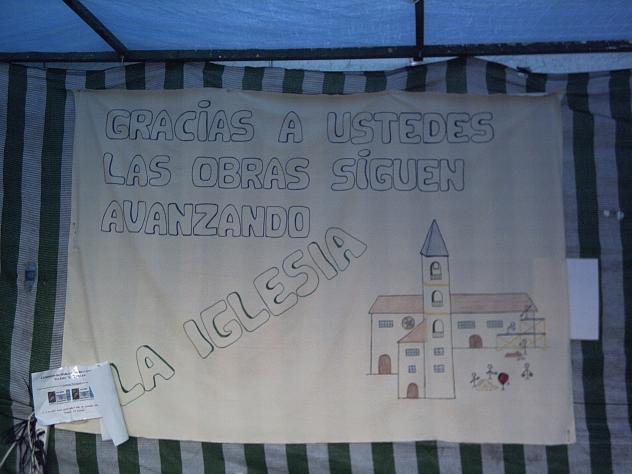 GRACÍAS A USTEDES
LAS OBRAS SÍGUEN
AVANZANDO
LA IGLESIA